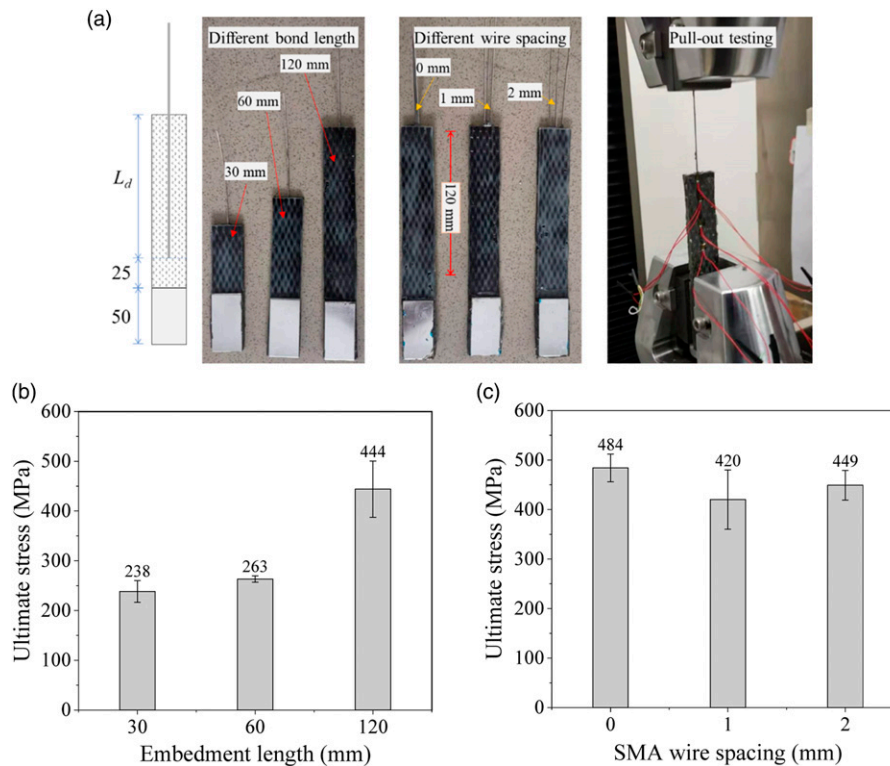 (a)
Different bond length
120 mm
60 mm
30 mm
Different wire spacing
0 mm
1 mm
2 mm
120 mm
Pull-out testing
L_d
25
50
(b)
Ultimate stress (MPa)
600
500
400
300
200
100
0
238
263
444
30
60
120
Embedment length (mm)
(c)
Ultimate stress (MPa)
600
500
400
300
200
100
0
484
420
449
0
1
2
SMA wire spacing (mm)